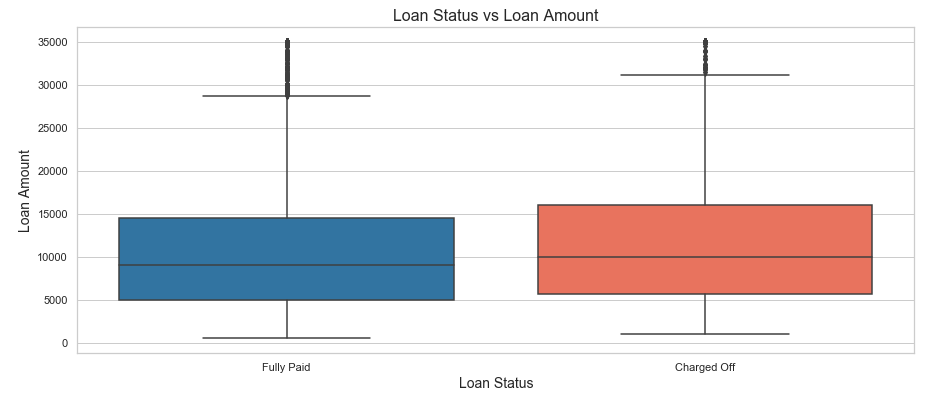 Loan Status vs Loan Amount
35000
30000
25000
20000
15000
10000
5000
0
Loan Amount
Fully Paid
Charged Off
Loan Status